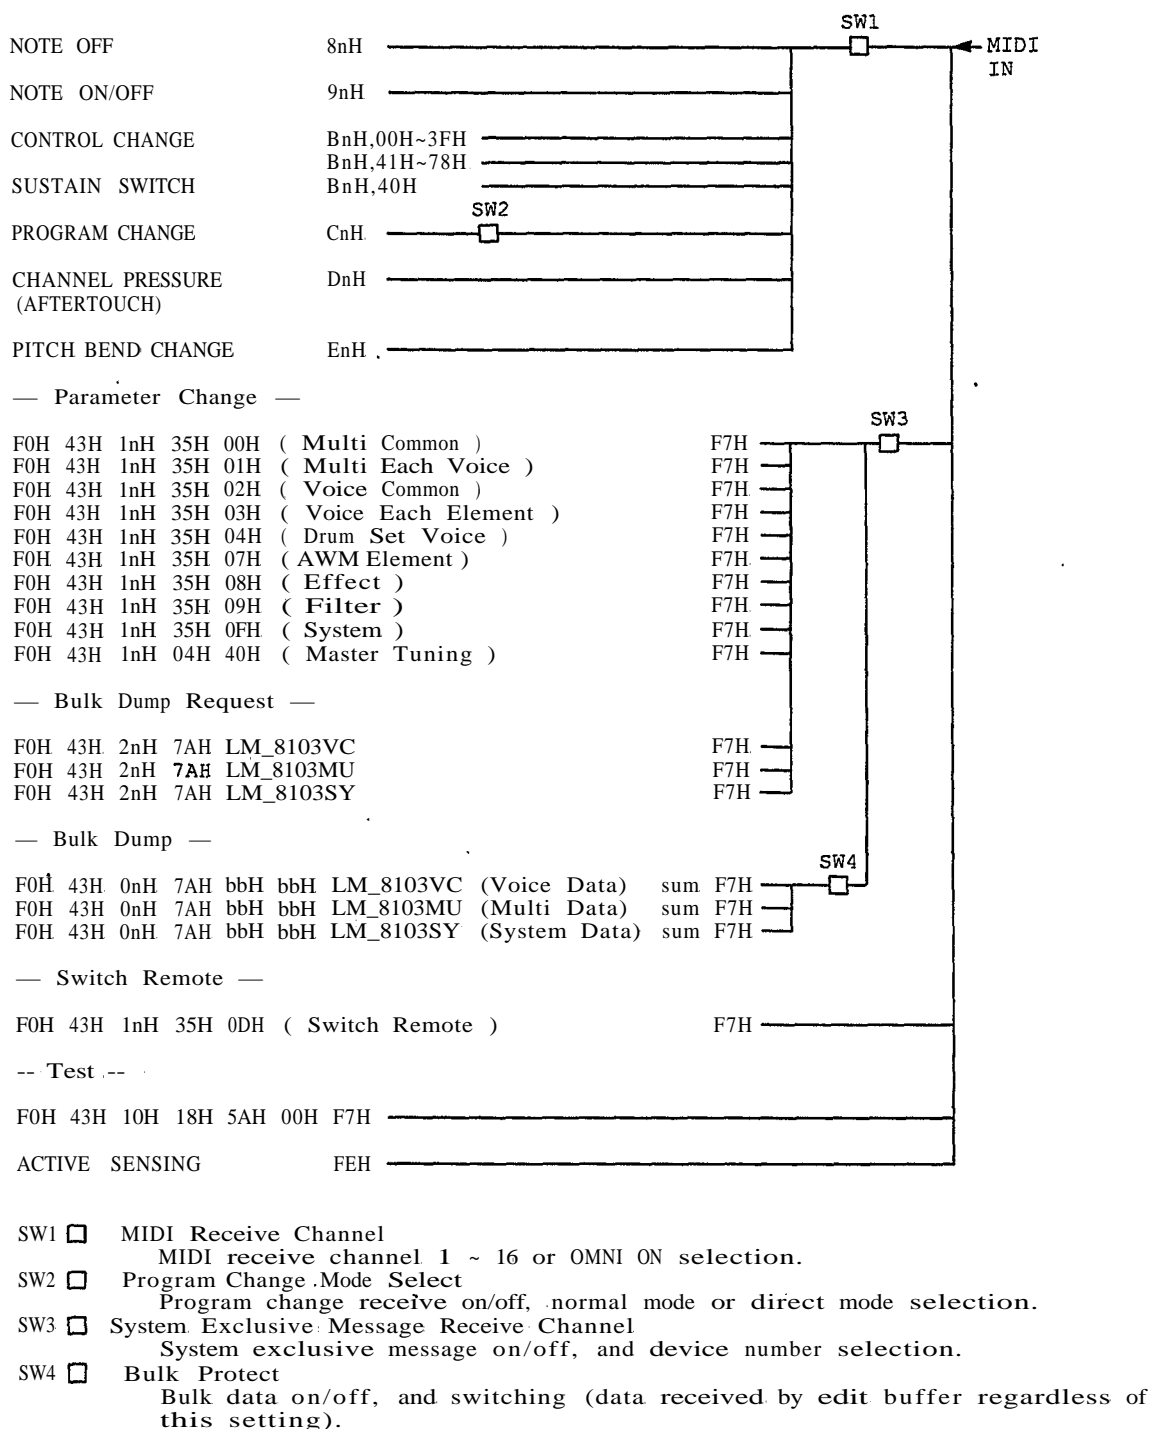 SW1
NOTE OFF 8nH MIDI
IN
NOTE ON/OFF 9nH
CONTROL CHANGE BnH,00H~3FH
BnH,41H~78H
SUSTAIN SWITCH BnH,40H
SW2
PROGRAM CHANGE CnH
CHANNEL PRESSURE DnH
(AFTERTOUCH)
PITCH BEND CHANGE EnH
— Parameter Change —
SW3
F0H 43H 1nH 35H 00H ( Multi Common ) F7H
F0H 43H 1nH 35H 01H ( Multi Each Voice ) F7H
F0H 43H 1nH 35H 02H ( Voice Common ) F7H
F0H 43H 1nH 35H 03H ( Voice Each Element ) F7H
F0H 43H 1nH 35H 04H ( Drum Set Voice ) F7H
F0H 43H 1nH 35H 07H ( AWM Element ) F7H
F0H 43H 1nH 35H 08H ( Effect ) F7H
F0H 43H 1nH 35H 09H ( Filter ) F7H
F0H 43H 1nH 35H 0FH ( System ) F7H
F0H 43H 1nH 04H 40H ( Master Tuning ) F7H
— Bulk Dump Request —
F0H 43H 2nH 7AH LM_8103VC F7H
F0H 43H 2nH 7AH LM_8103MU F7H
F0H 43H 2nH 7AH LM_8103SY F7H
— Bulk Dump —
SW4
F0H 43H 0nH 7AH bbH bbH LM_8103VC (Voice Data) sum F7H
F0H 43H 0nH 7AH bbH bbH LM_8103MU (Multi Data) sum F7H
F0H 43H 0nH 7AH bbH bbH LM_8103SY (System Data) sum F7H
— Switch Remote —
F0H 43H 1nH 35H 0DH ( Switch Remote ) F7H
-- Test --
F0H 43H 10H 18H 5AH 00H F7H
ACTIVE SENSING FEH
SW1 MIDI Receive Channel
MIDI receive channel 1 ~ 16 or OMNI ON selection.
SW2 Program Change Mode Select
Program change receive on/off, normal mode or direct mode selection.
SW3 System Exclusive Message Receive Channel
System exclusive message on/off, and device number selection.
SW4 Bulk Protect
Bulk data on/off, and switching (data received by edit buffer regardless of
this setting).